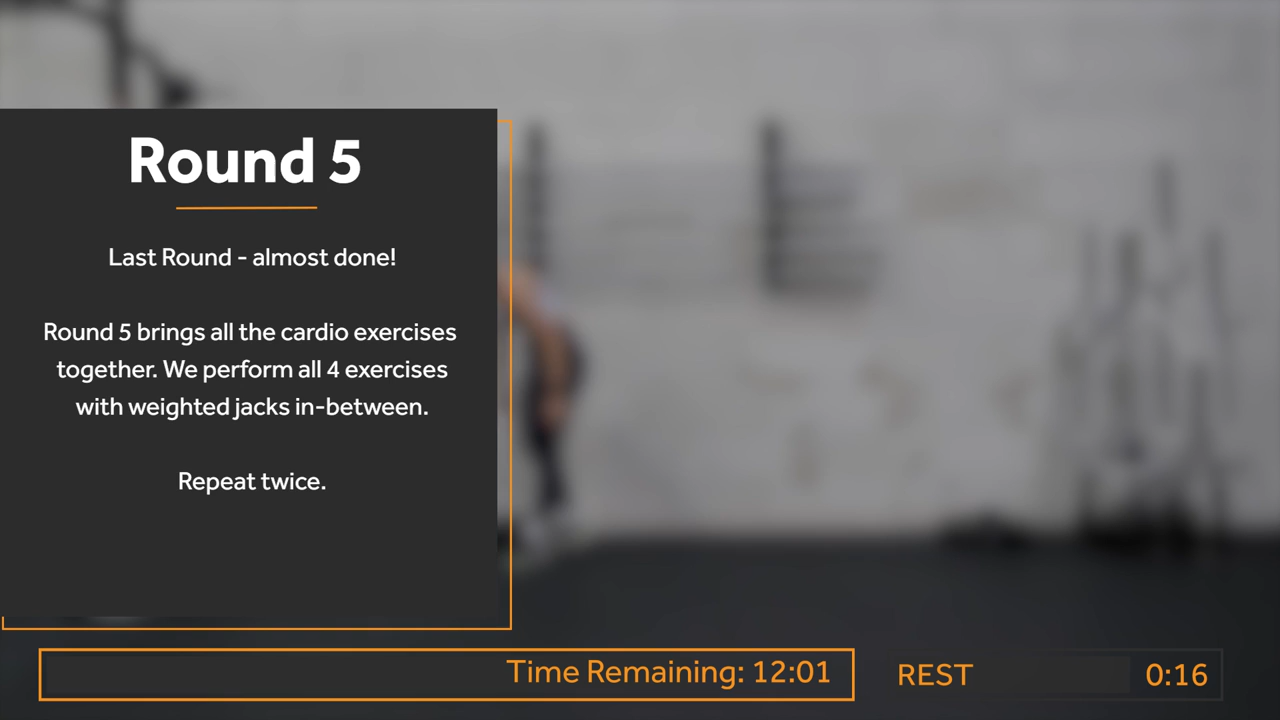 Round 5
Last Round - almost done!
Round 5 brings all the cardio exercises
together. We perform all 4 exercises
with weighted jacks in-between.
Repeat twice.
Time Remaining: 12:01
REST
0:16